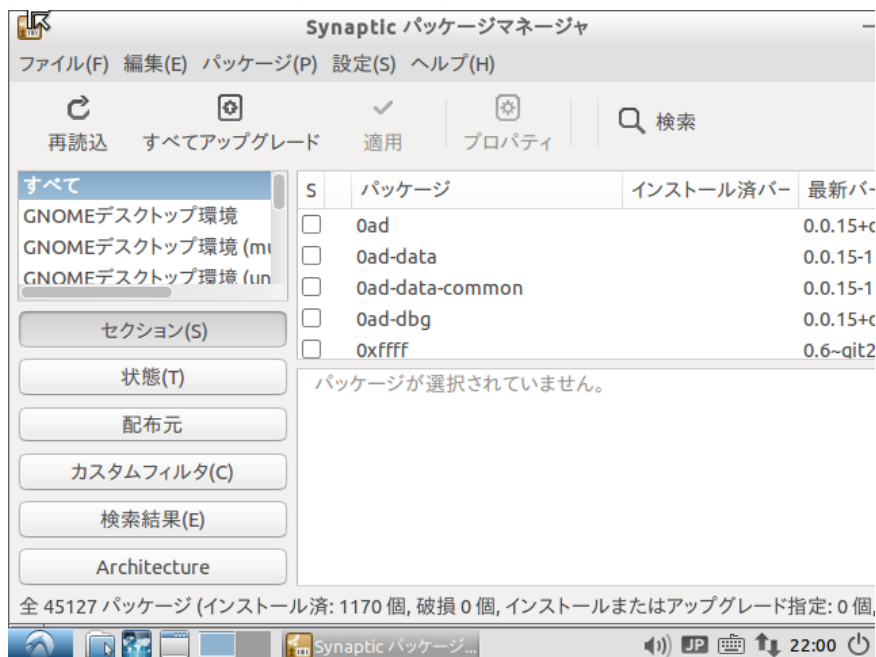 Synaptic パッケージマネージャ
ファイル(F) 編集(E) パッケージ(P) 設定(S) ヘルプ(H)
再読込 すべてアップグレード 適用 プロパティ 検索
すべて
GNOMEデスクトップ環境
GNOMEデスクトップ環境 (mu
GNOMEデスクトップ環境 (un
セクション(S)
状態(T)
配布元
カスタムフィルタ(C)
検索結果(E)
Architecture
S パッケージ インストール済バー 最新バー
0ad 0.0.15+d
0ad-data 0.0.15-1
0ad-data-common 0.0.15-1
0ad-dbg 0.0.15+d
0xffff 0.6~git2
パッケージが選択されていません。
全 45127 パッケージ (インストール済: 1170 個, 破損 0 個, インストールまたはアップグレード指定: 0 個,
Synaptic パッケージ... JP 22:00